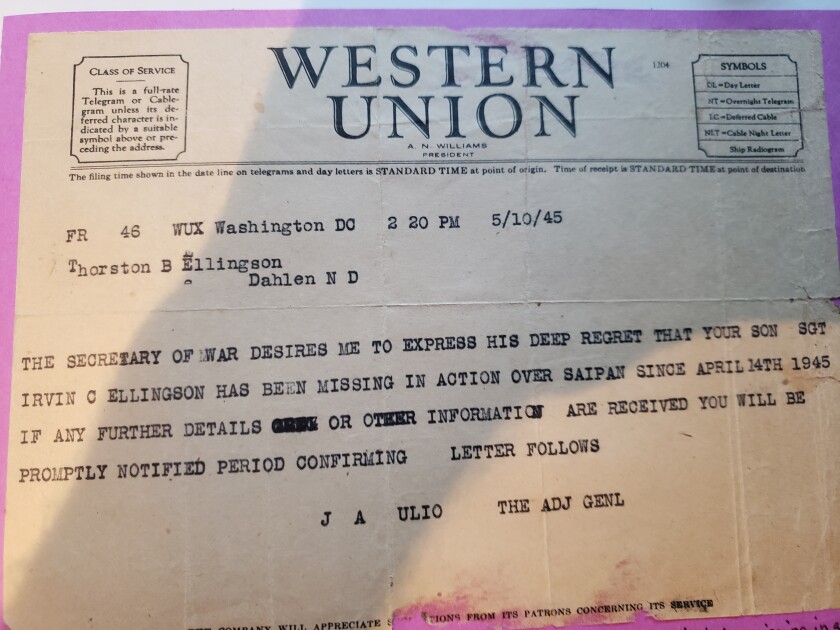 WESTERN
UNION
1204
A. N. WILLIAMS
PRESIDENT
CLASS OF SERVICE
This is a full-rate
Telegram or Cable-
gram unless its de-
ferred character is in-
dicated by a suitable
symbol above or pre-
ceding the address.
SYMBOLS
DL=Day Letter
NT=Overnight Telegram
LC=Deferred Cable
NLT=Cable Night Letter
Ship Radiogram
The filing time shown in the date line on telegrams and day letters is STANDARD TIME at point of origin. Time of receipt is STANDARD TIME at point of destination
FR 46 WUX Washington DC 2 20 PM 5/10/45
Thorston B Ellingson
Dahlen N D
THE SECRETARY OF WAR DESIRES ME TO EXPRESS HIS DEEP REGRET THAT YOUR SON SGT
IRVIN C ELLINGSON HAS BEEN MISSING IN ACTION OVER SAIPAN SINCE APRIL 14TH 1945
IF ANY FURTHER DETAILS OR OTHER INFORMATION ARE RECEIVED YOU WILL BE
PROMPTLY NOTIFIED PERIOD CONFIRMING LETTER FOLLOWS
J A ULIO THE ADJ GENL
COMPANY WILL APPRECIATE FROM ITS PATRONS CONCERNING ITS SERVICE